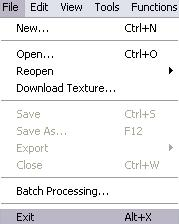 File Edit View Tools Functions
New... Ctrl+N
Open... Ctrl+O
Reopen
Download Texture...
Save Ctrl+S
Save As... F12
Export
Close Ctrl+W
Batch Processing...
Exit Alt+X